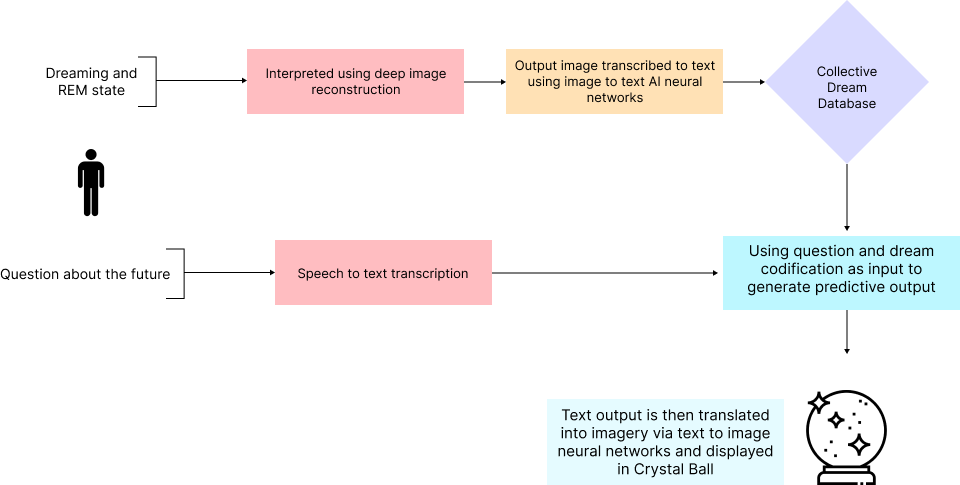 Dreaming and
REM state
Interpreted using deep image
reconstruction
Output image transcribed to text
using image to text AI neural
networks
Collective
Dream
Database
Question about the future
Speech to text transcription
Using question and dream
codification as input to
generate predictive output
Text output is then translated
into imagery via text to image
neural networks and displayed
in Crystal Ball